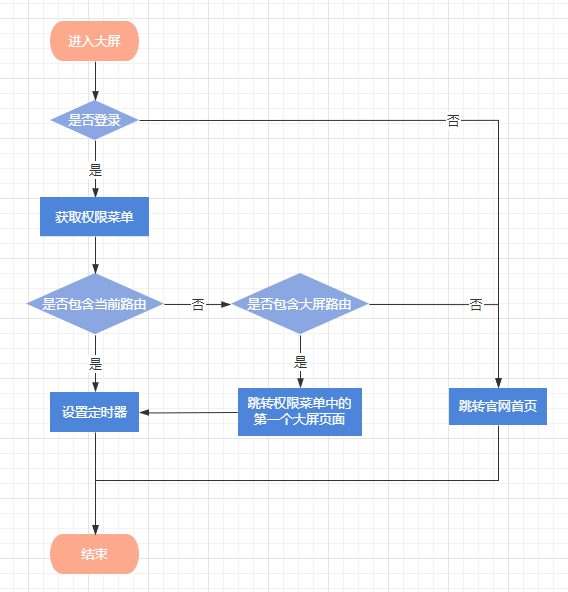 进入大屏
是否登录
否
是
获取权限菜单
是否包含当前路由
否
是否包含大屏路由
否
是
是
设置定时器
跳转权限菜单中的
第一个大屏页面
跳转官网首页
结束